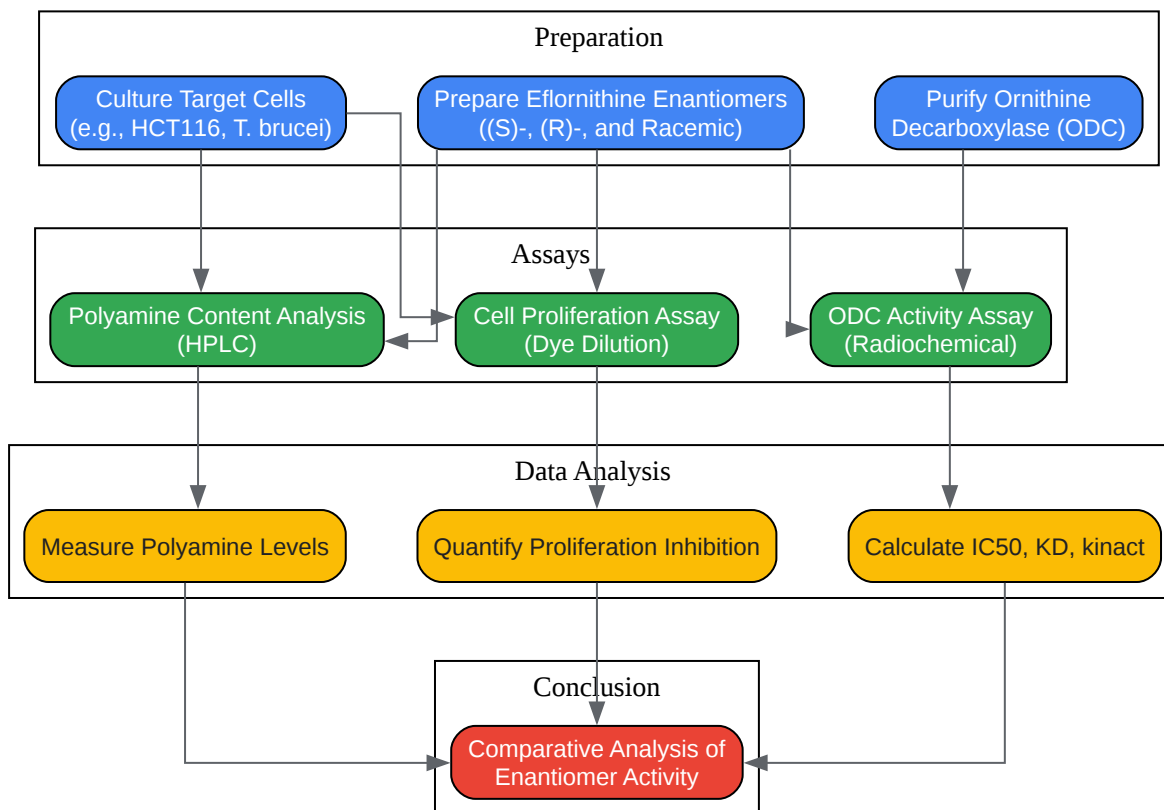 Preparation
Culture Target Cells
(e.g., HCT116, T. brucei)
Prepare Eflornithine Enantiomers
((S)-, (R)-, and Racemic)
Purify Ornithine
Decarboxylase (ODC)
Assays
Polyamine Content Analysis
(HPLC)
Cell Proliferation Assay
(Dye Dilution)
ODC Activity Assay
(Radiochemical)
Data Analysis
Measure Polyamine Levels
Quantify Proliferation Inhibition
Calculate IC50, KD, kinact
Conclusion
Comparative Analysis of
Enantiomer Activity